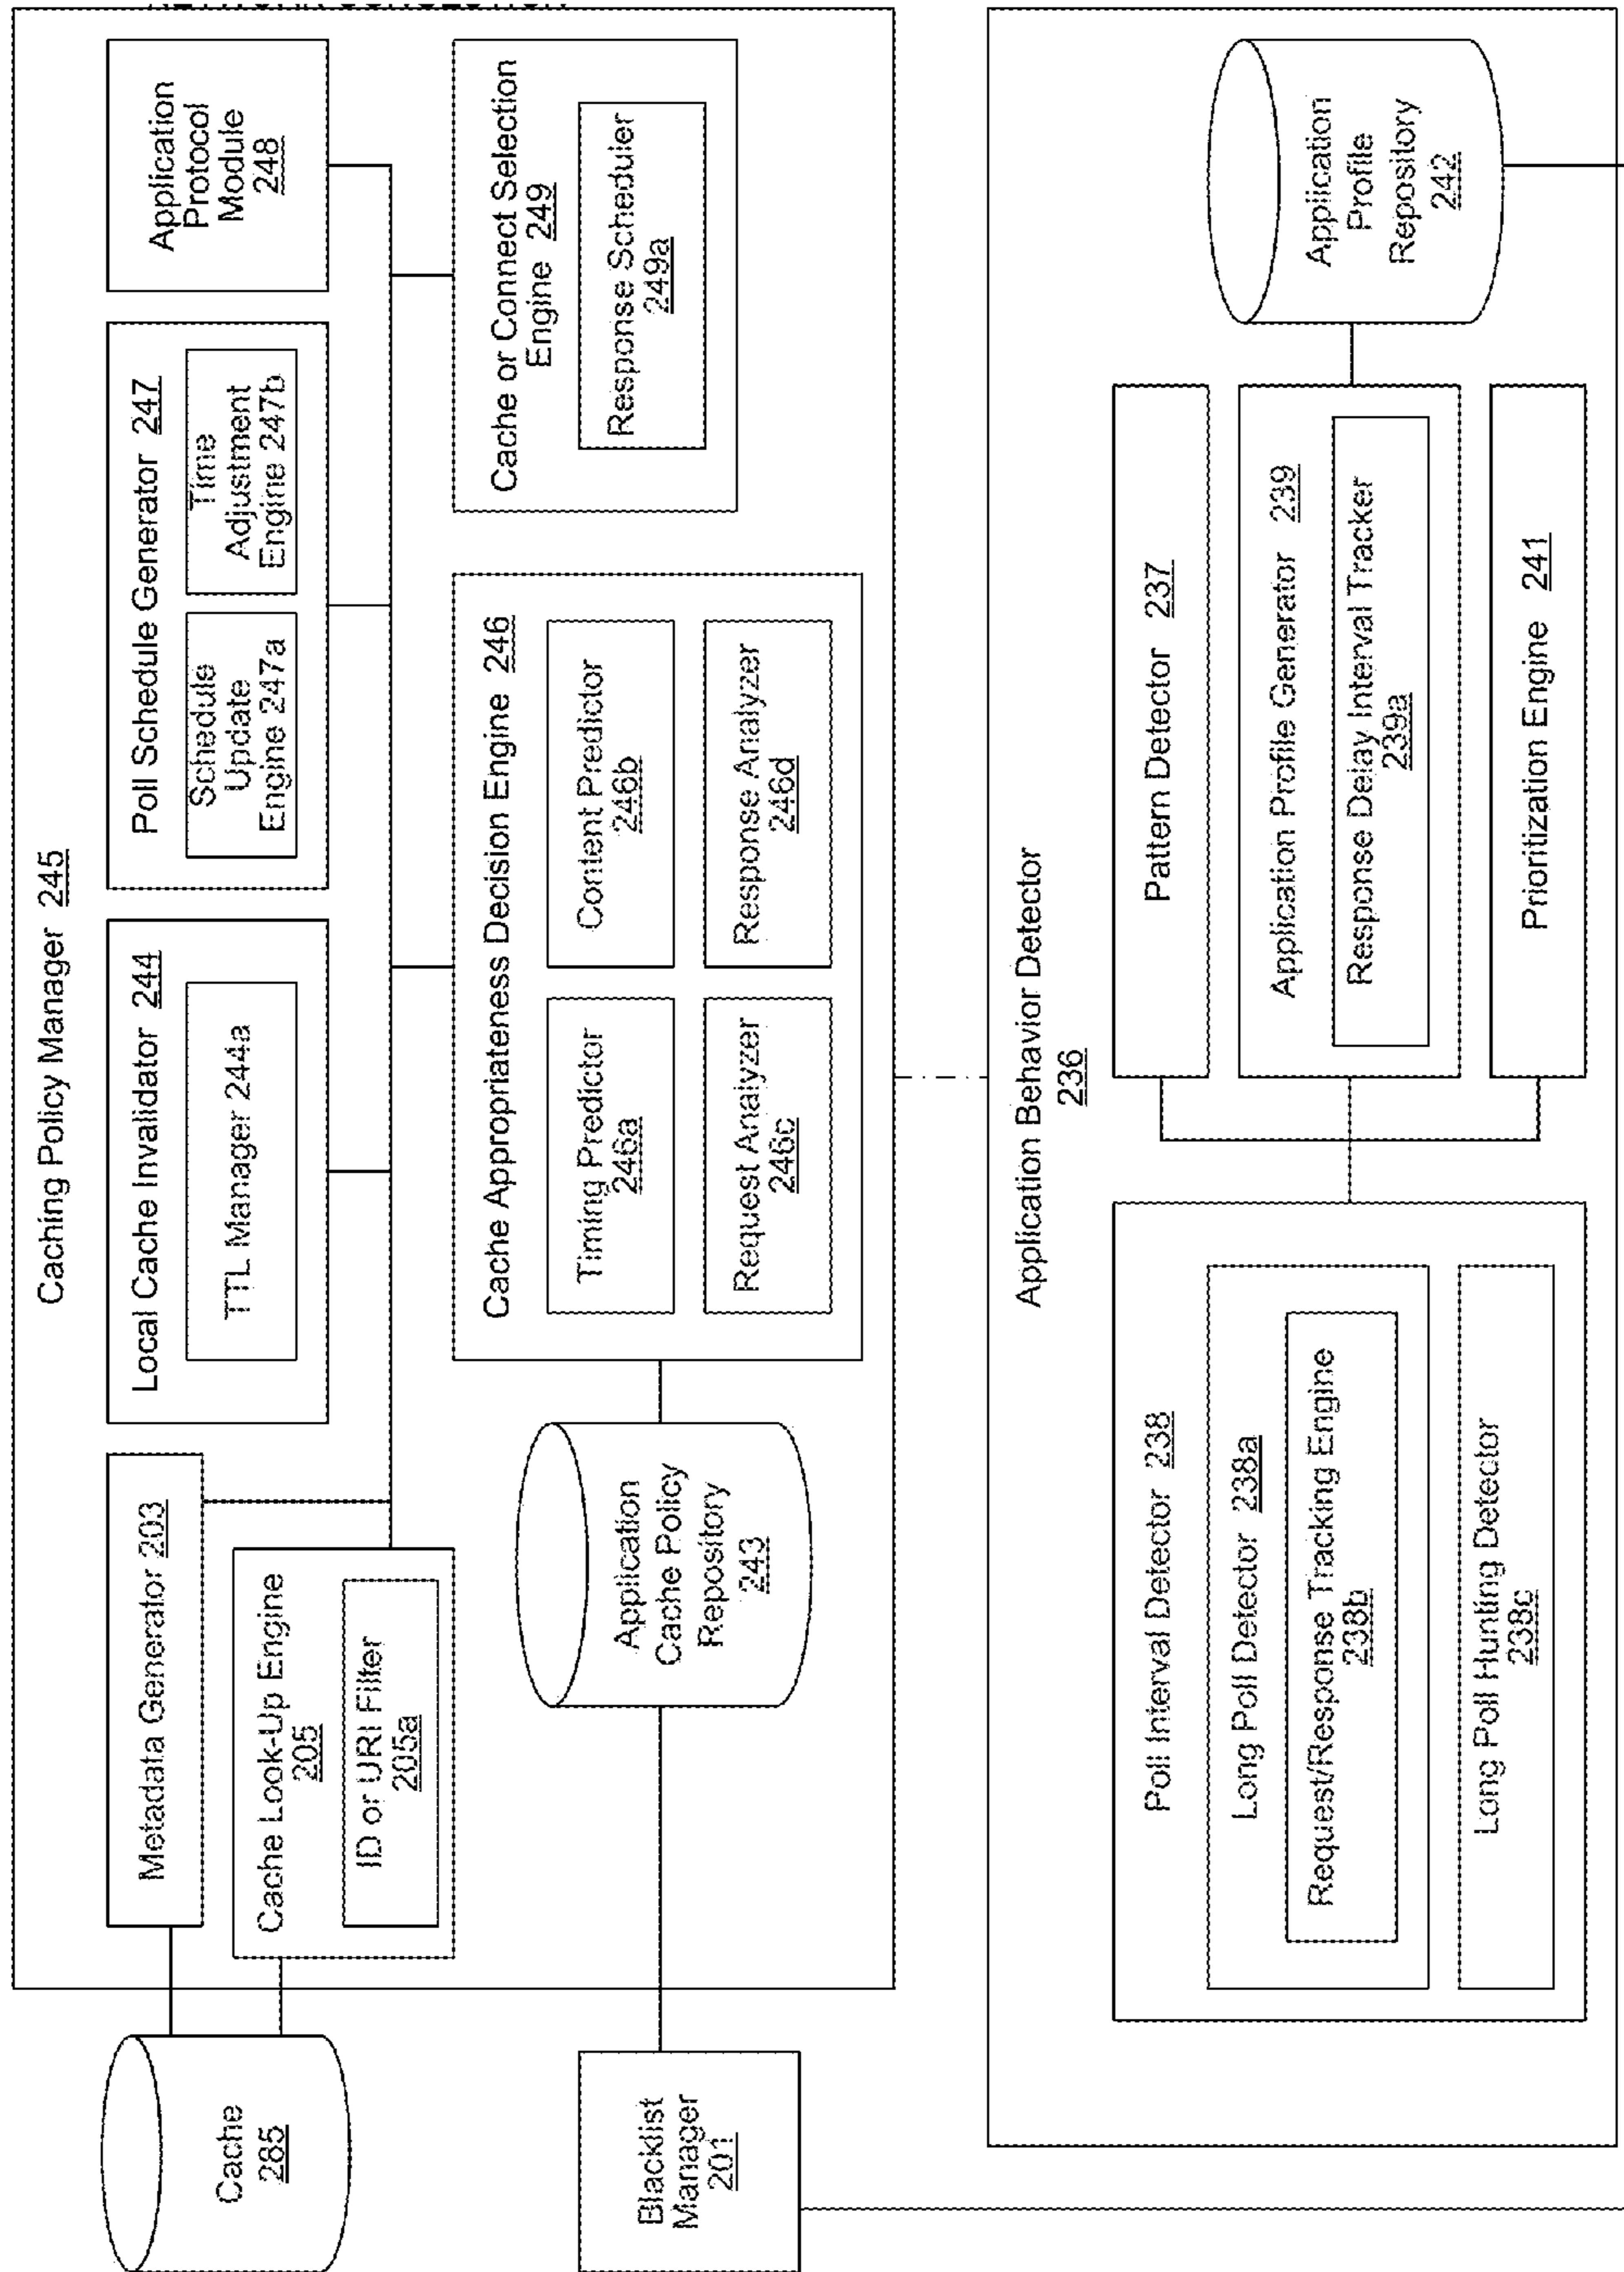 Caching Policy Manager 245
Metadata Generator 203
Local Cache Invalidator 244
TTL Manager 244a
Poll Schedule Generator 247
Schedule
Update
Engine 247a
Time
Adjustment
Engine 247b
Application
Protocol
Module
248
Cache
285
Cache Look-Up Engine
205
ID or URI Filter
205a
Cache Appropriateness Decision Engine 246
Timing Predictor
246a
Content Predictor
246b
Request Analyzer
246c
Response Analyzer
246d
Cache or Connect Selection
Engine 249
Response Scheduler
249a
Application
Cache Policy
Repository
243
Blacklist
Manager
201
Application Behavior Detector
236
Poll Interval Detector 238
Long Poll Detector 238a
Request/Response Tracking Engine
238b
Long Poll Hunting Detector
238c
Pattern Detector 237
Application Profile Generator 239
Response Delay Interval Tracker
239a
Prioritization Engine 241
Application
Profile
Repository
242